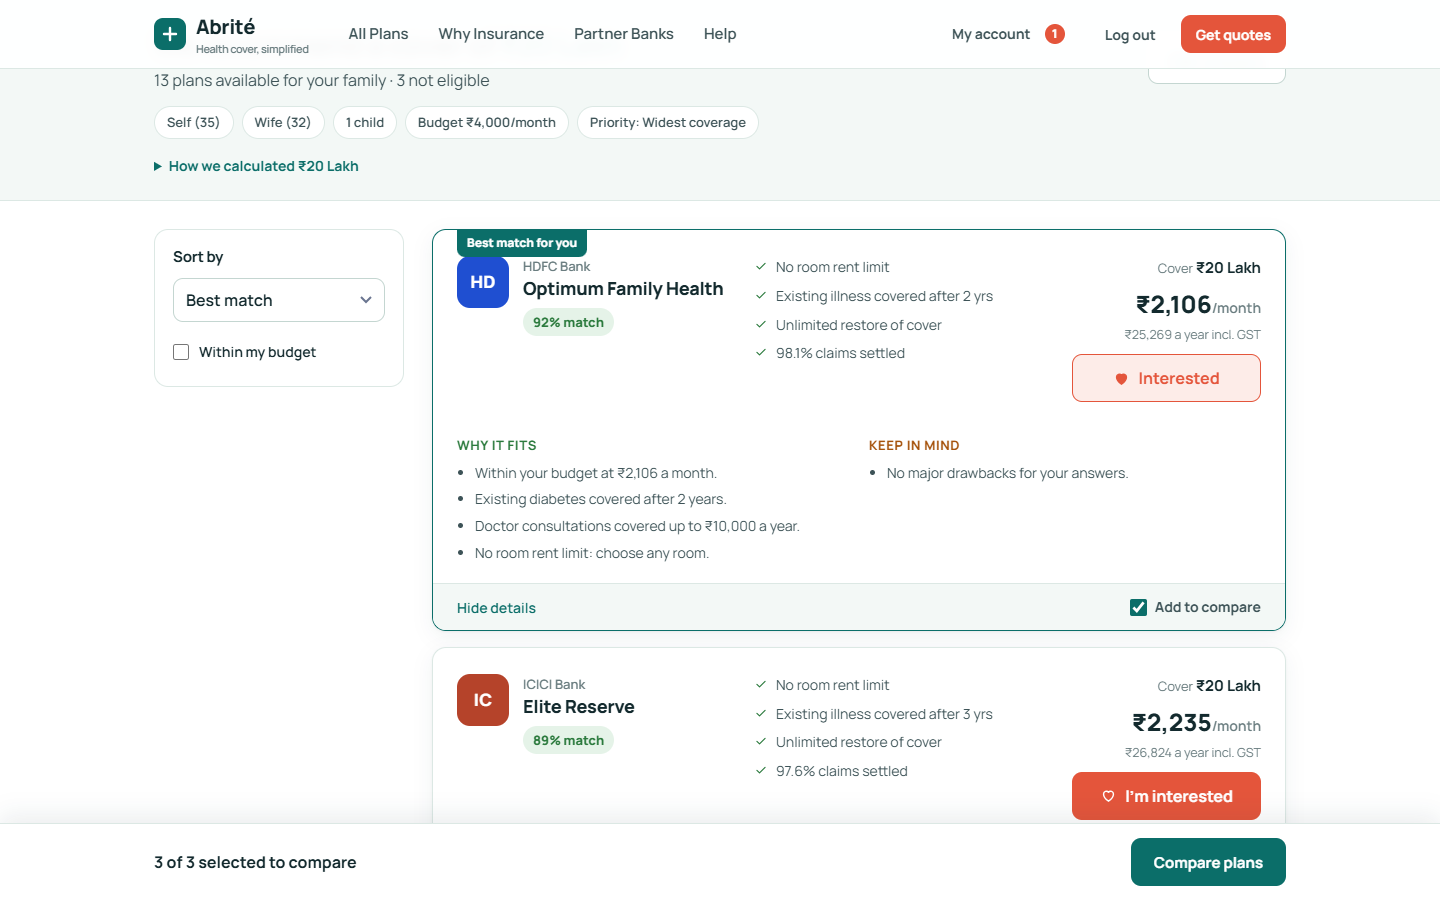 Abrité
Health cover, simplified
All Plans
Why Insurance
Partner Banks
Help
My account
1
Log out
Get quotes
13 plans available for your family · 3 not eligible
Self (35)
Wife (32)
1 child
Budget ₹4,000/month
Priority: Widest coverage
How we calculated ₹20 Lakh
Sort by
Best match
Within my budget
Best match for you
HD
HDFC Bank
Optimum Family Health
92% match
No room rent limit
Existing illness covered after 2 yrs
Unlimited restore of cover
98.1% claims settled
Cover ₹20 Lakh
₹2,106/month
₹25,269 a year incl. GST
Interested
WHY IT FITS
Within your budget at ₹2,106 a month.
Existing diabetes covered after 2 years.
Doctor consultations covered up to ₹10,000 a year.
No room rent limit: choose any room.
KEEP IN MIND
No major drawbacks for your answers.
Hide details
Add to compare
IC
ICICI Bank
Elite Reserve
89% match
No room rent limit
Existing illness covered after 3 yrs
Unlimited restore of cover
97.6% claims settled
Cover ₹20 Lakh
₹2,235/month
₹26,824 a year incl. GST
I'm interested
3 of 3 selected to compare
Compare plans